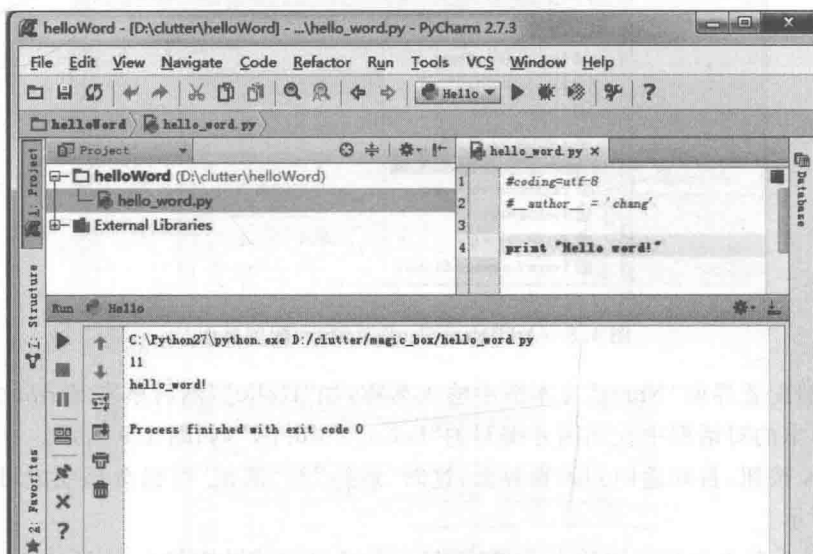 helloWord - [D:\clutter\helloWord] - ...\hello_word.py - PyCharm 2.7.3
File Edit View Navigate Code Refactor Run Tools VCS Window Help
Hello
helloWord hello_word.py
1: Project
Project
hello_word.py
Database
helloWord (D:\clutter\helloWord)
hello_word.py
External Libraries
1 #coding=utf-8
2 #__author__ = 'chang'
3
4 print "Hello word!"
7: Structure
Run Hello
C:\Python27\python.exe D:/clutter/magic_box/hello_word.py
11
hello_word!
Process finished with exit code 0
2: Favorites